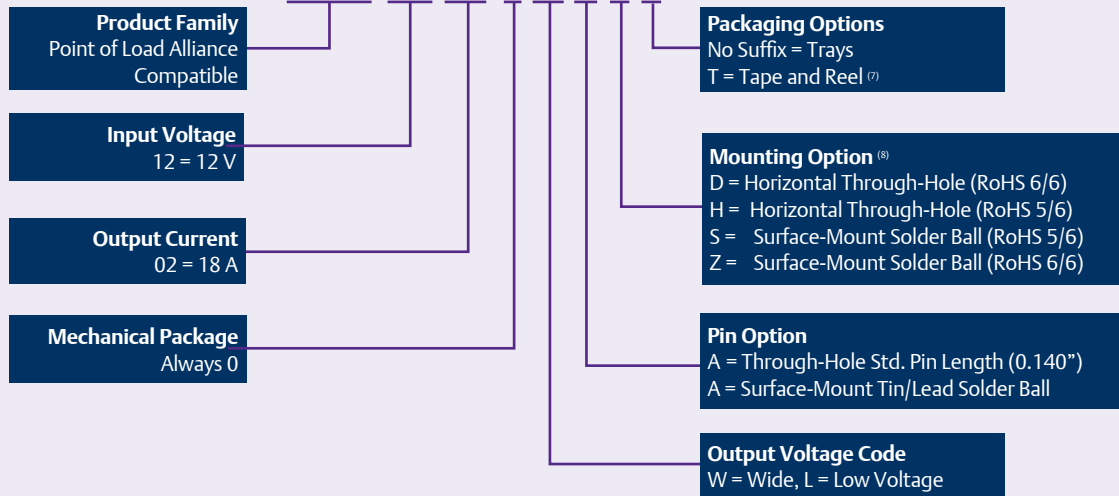 Product Family
Point of Load Alliance
Compatible
Input Voltage
12 = 12 V
Output Current
02 = 18 A
Mechanical Package
Always 0
Packaging Options
No Suffix = Trays
T = Tape and Reel (7)
Mounting Option (8)
D = Horizontal Through-Hole (RoHS 6/6)
H = Horizontal Through-Hole (RoHS 5/6)
S = Surface-Mount Solder Ball (RoHS 5/6)
Z = Surface-Mount Solder Ball (RoHS 6/6)
Pin Option
A = Through-Hole Std. Pin Length (0.140”)
A = Surface-Mount Tin/Lead Solder Ball
Output Voltage Code
W = Wide, L = Low Voltage